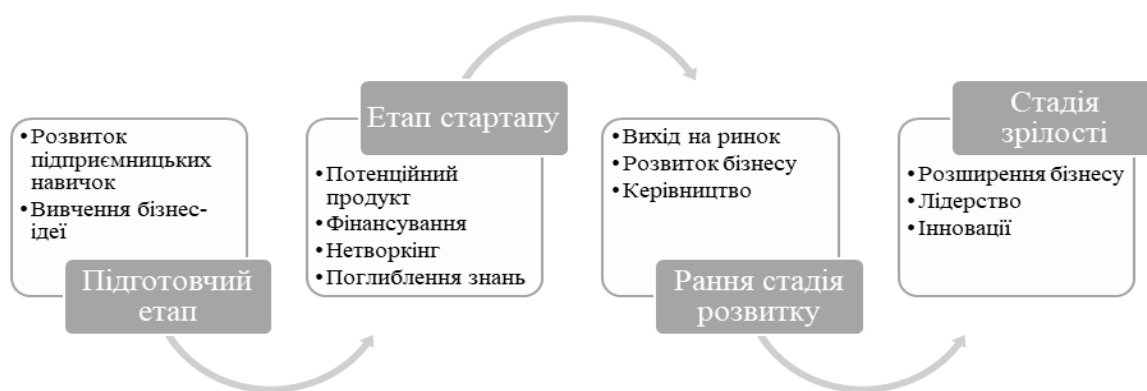 • Розвиток
підприємницьких
навичок
• Вивчення бізнес-
ідеї
Підготовчий
етап
Етап стартапу
• Потенційний
продукт
• Фінансування
• Нетворкінг
• Поглиблення знань
• Вихід на ринок
• Розвиток бізнесу
• Керівництво
Рання стадія
розвитку
Стадія
зрілості
• Розширення бізнесу
• Лідерство
• Інновації